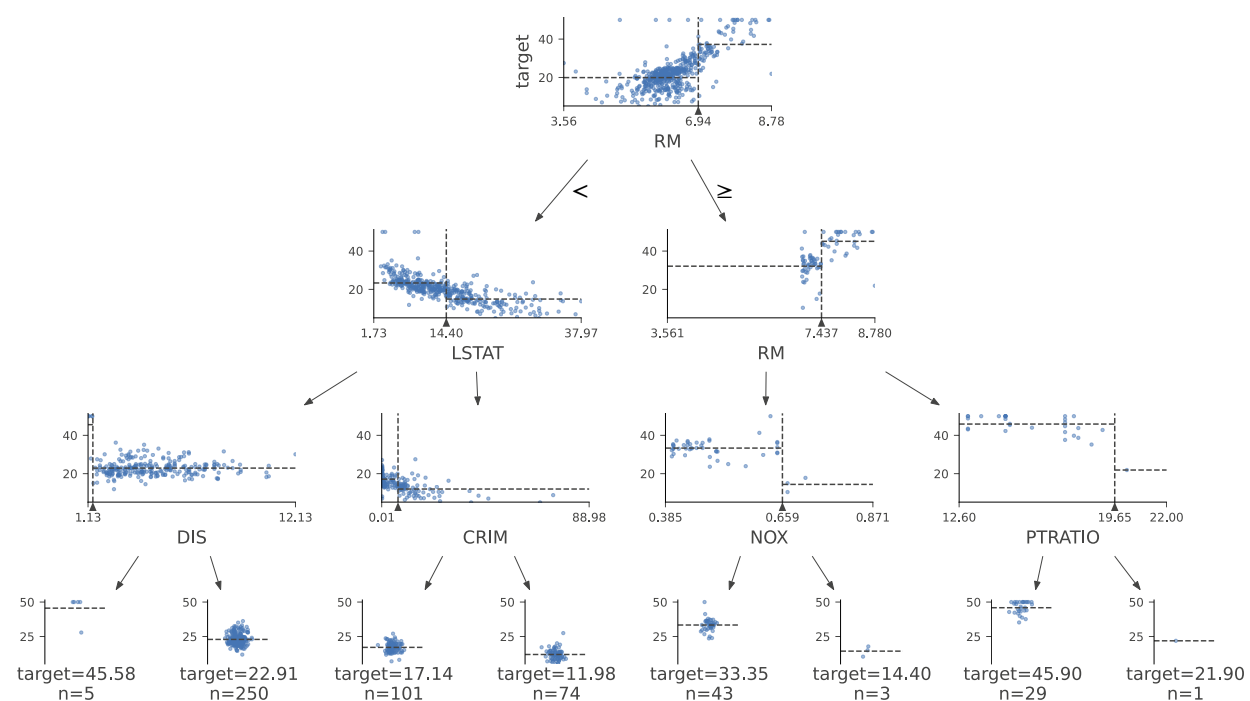 40
target
20
3.56 6.94 8.78
RM
< ≥
40 40
20 20
1.73 14.40 37.97 3.561 7.437 8.780
LSTAT RM
40 40 40 40
20 20 20 20
1.13 12.13 0.01 88.98 0.385 0.659 0.871 12.60 19.65 22.00
DIS CRIM NOX PTRATIO
50 50 50 50 50 50 50 50
25 25 25 25 25 25 25 25
target=45.58 target=22.91 target=17.14 target=11.98 target=33.35 target=14.40 target=45.90 target=21.90
n=5 n=250 n=101 n=74 n=43 n=3 n=29 n=1